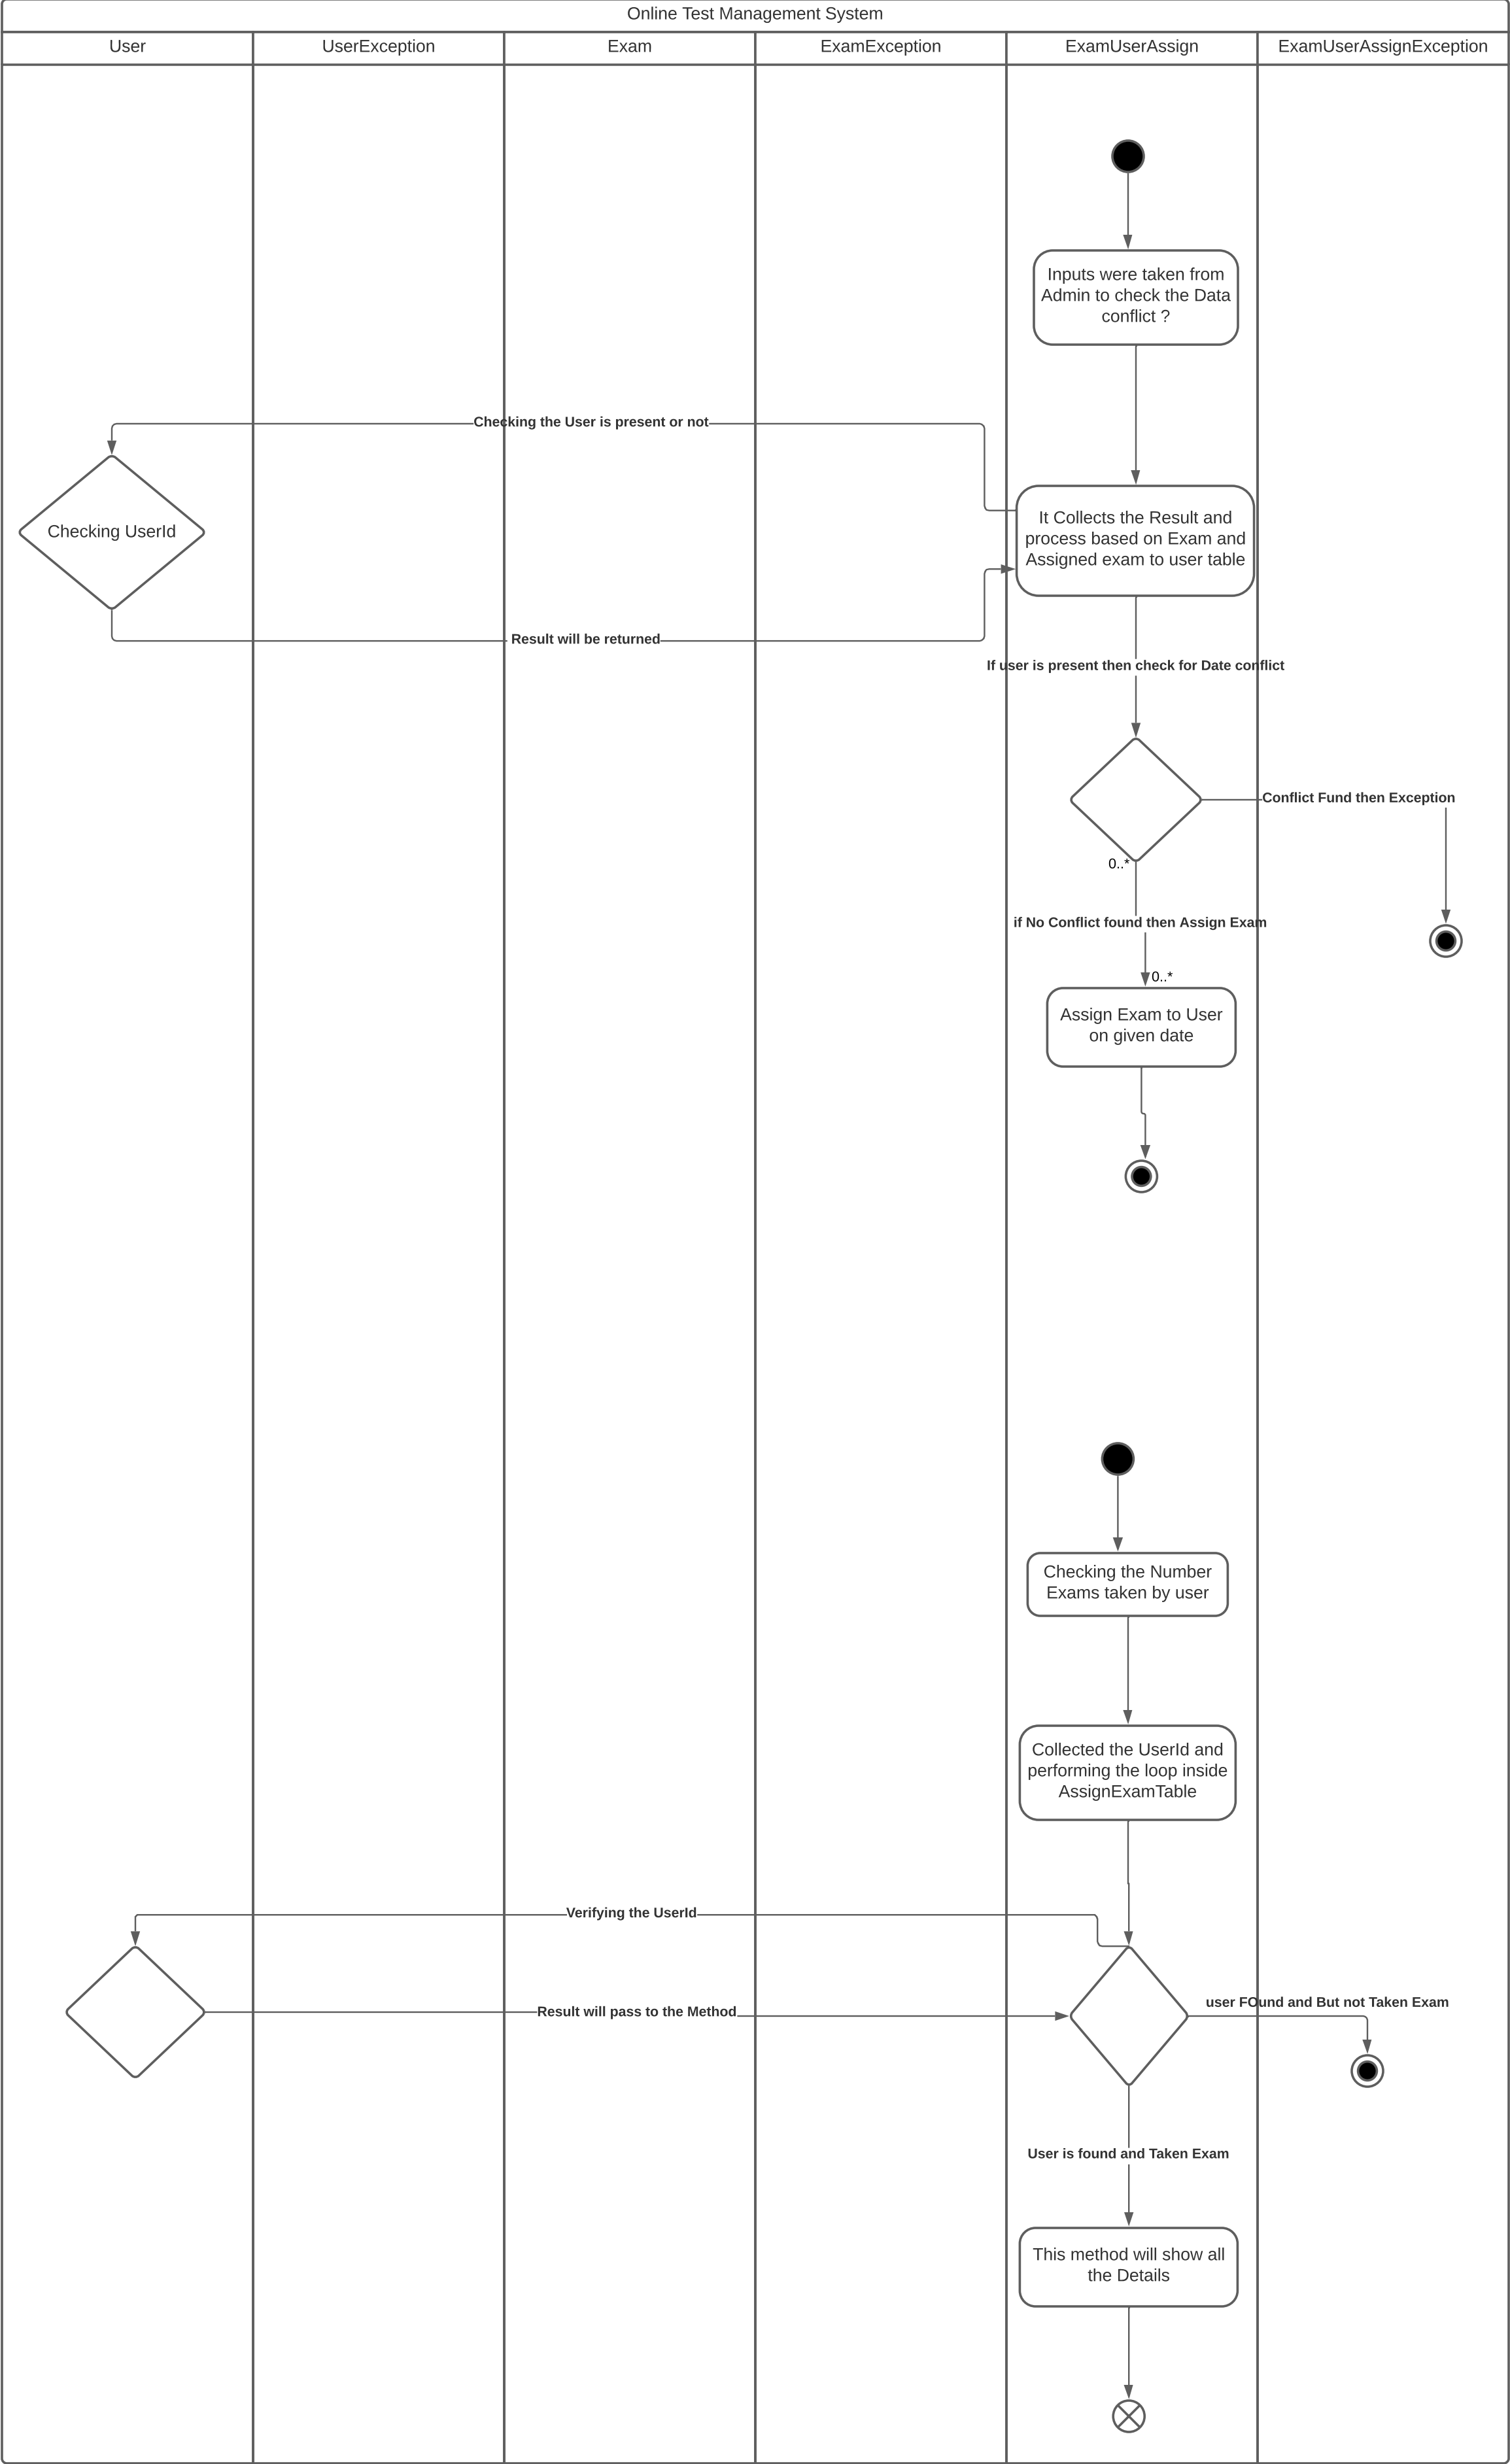 Online Test Management System
User
UserException
Exam
ExamException
ExamUserAssign
ExamUserAssignException
Inputs were taken from
Admin to check the Data
conflict ?
Checking the User is present or not
Checking UserId
It Collects the Result and
process based on Exam and
Assigned exam to user table
Result will be returned
If user is present then check for Date conflict
Conflict Fund then Exception
0..*
if No Conflict found then Assign Exam
0..*
Assign Exam to User
on given date
Checking the Number
Exams taken by user
Collected the UserId and
performing the loop inside
AssignExamTable
Verifying the UserId
Result will pass to the Method
user FOund and But not Taken Exam
User is found and Taken Exam
This method will show all
the Details